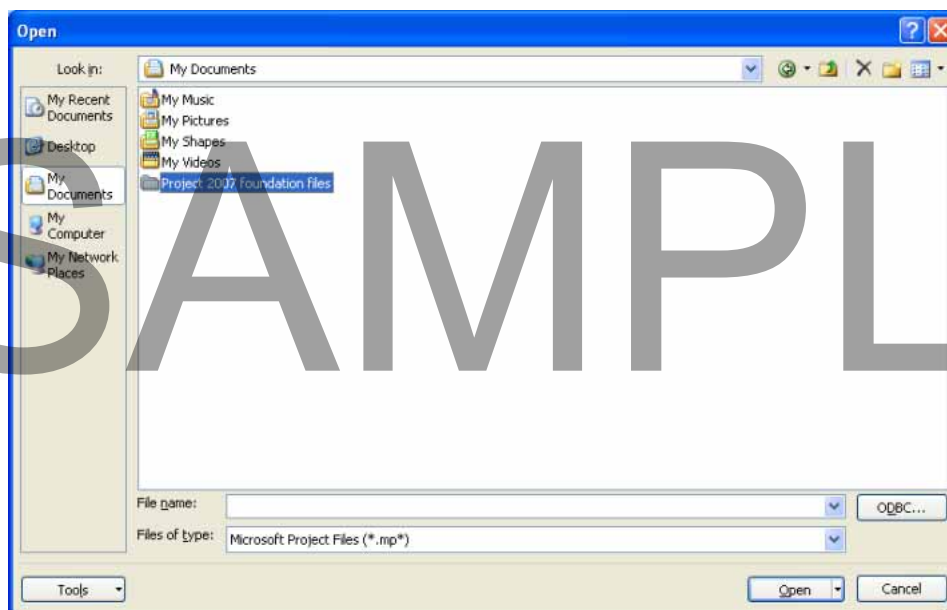 Open
Look in:
My Documents
My Recent
Documents
Desktop
My
Documents
My
Computer
My Network
Places
My Music
My Pictures
My Shapes
My Videos
Project 2007 foundation files
SAMPL
File name:
ODBC...
Files of type:
Microsoft Project Files (*.mp*)
Tools
Open
Cancel